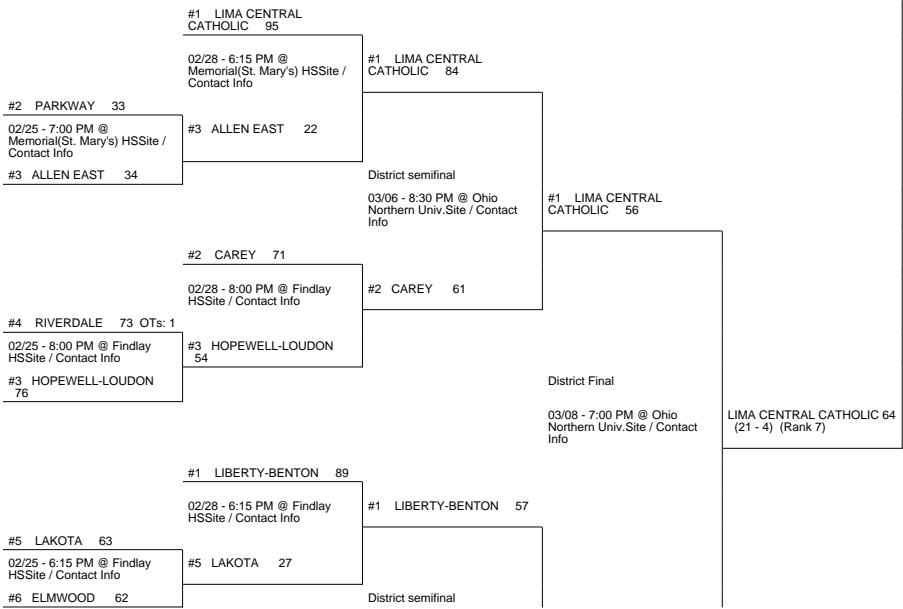 #1 LIMA CENTRAL
CATHOLIC 95
02/28 - 6:15 PM @
Memorial(St. Mary's) HSSite /
Contact Info
#1 LIMA CENTRAL
CATHOLIC 84
#2 PARKWAY 33
02/25 - 7:00 PM @
Memorial(St. Mary's) HSSite /
Contact Info
#3 ALLEN EAST 22
#3 ALLEN EAST 34
District semifinal
03/06 - 8:30 PM @ Ohio
Northern Univ.Site / Contact
Info
#1 LIMA CENTRAL
CATHOLIC 56
#2 CAREY 71
02/28 - 8:00 PM @ Findlay
HSSite / Contact Info
#2 CAREY 61
#4 RIVERDALE 73 OTs: 1
02/25 - 8:00 PM @ Findlay
HSSite / Contact Info
#3 HOPEWELL-LOUDON
54
#3 HOPEWELL-LOUDON
76
District Final
03/08 - 7:00 PM @ Ohio
Northern Univ.Site / Contact
Info
LIMA CENTRAL CATHOLIC 64
(21 - 4) (Rank 7)
#1 LIBERTY-BENTON 89
02/28 - 6:15 PM @ Findlay
HSSite / Contact Info
#1 LIBERTY-BENTON 57
#5 LAKOTA 63
02/25 - 6:15 PM @ Findlay
HSSite / Contact Info
#5 LAKOTA 27
#6 ELMWOOD 62
District semifinal